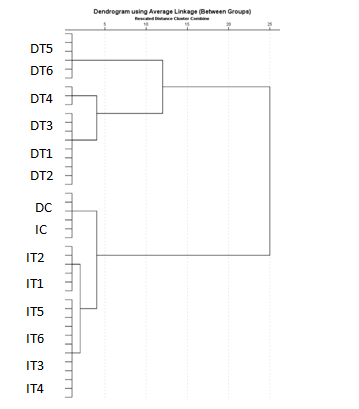 Dendrogram using Average Linkage (Between Groups)
Rescaled Distance Cluster Combine
5 10 15 20 25
DT5
DT6
DT4
DT3
DT1
DT2
DC
IC
IT2
IT1
IT5
IT6
IT3
IT4